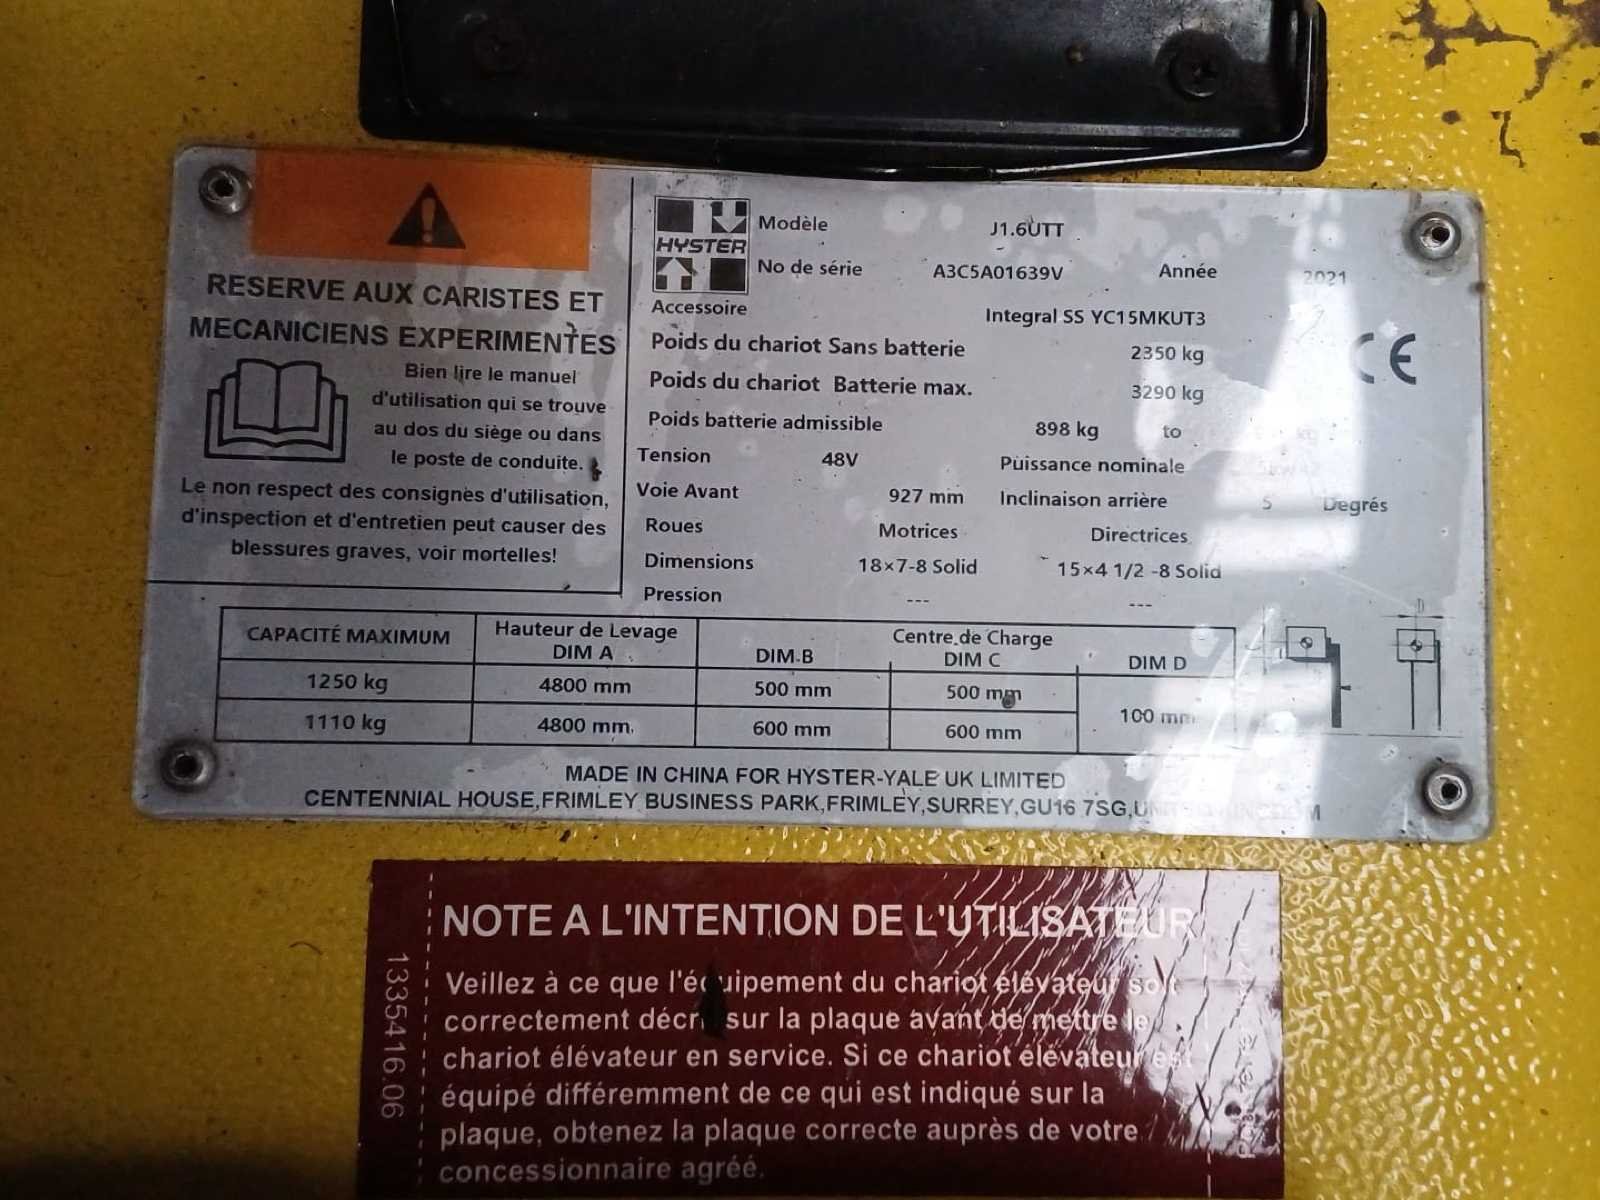 RESERVE AUX CARISTES ET
MECANICIENS EXPERIMENTES
Bien lire le manuel
d'utilisation qui se trouve
au dos du siège ou dans
le poste de conduite.
Le non respect des consignes d'utilisation,
d'inspection et d'entretien peut causer des
blessures graves, voir mortelles!
HYSTER
Modèle J1.6UTT
No de série A3C5A01639V Année 2021
Accessoire Integral SS YC15MKUT3
Poids du chariot Sans batterie 2350 kg
Poids du chariot Batterie max. 3290 kg
CE
Poids batterie admissible 898 kg to kg
Tension 48V Puissance nominale
Voie Avant 927 mm Inclinaison arrière 5 Degrés
Roues Motrices Directrices
Dimensions 18×7-8 Solid 15×4 1/2 -8 Solid
Pression --- ---
CAPACITÉ MAXIMUM Hauteur de Levage DIM A Centre de Charge
DIM B DIM C DIM D
1250 kg 4800 mm 500 mm 500 mm 100 mm
1110 kg 4800 mm 600 mm 600 mm
D
MADE IN CHINA FOR HYSTER-YALE UK LIMITED
CENTENNIAL HOUSE,FRIMLEY BUSINESS PARK,FRIMLEY,SURREY,GU16 7SG,UNITED KINGDOM
NOTE A L'INTENTION DE L'UTILISATEUR
Veillez à ce que l'équipement du chariot élévateur soit
correctement décrit sur la plaque avant de mettre le
chariot élévateur en service. Si ce chariot élévateur est
équipé différemment de ce qui est indiqué sur la
plaque, obtenez la plaque correcte auprès de votre
concessionnaire agréé.
1335416.06